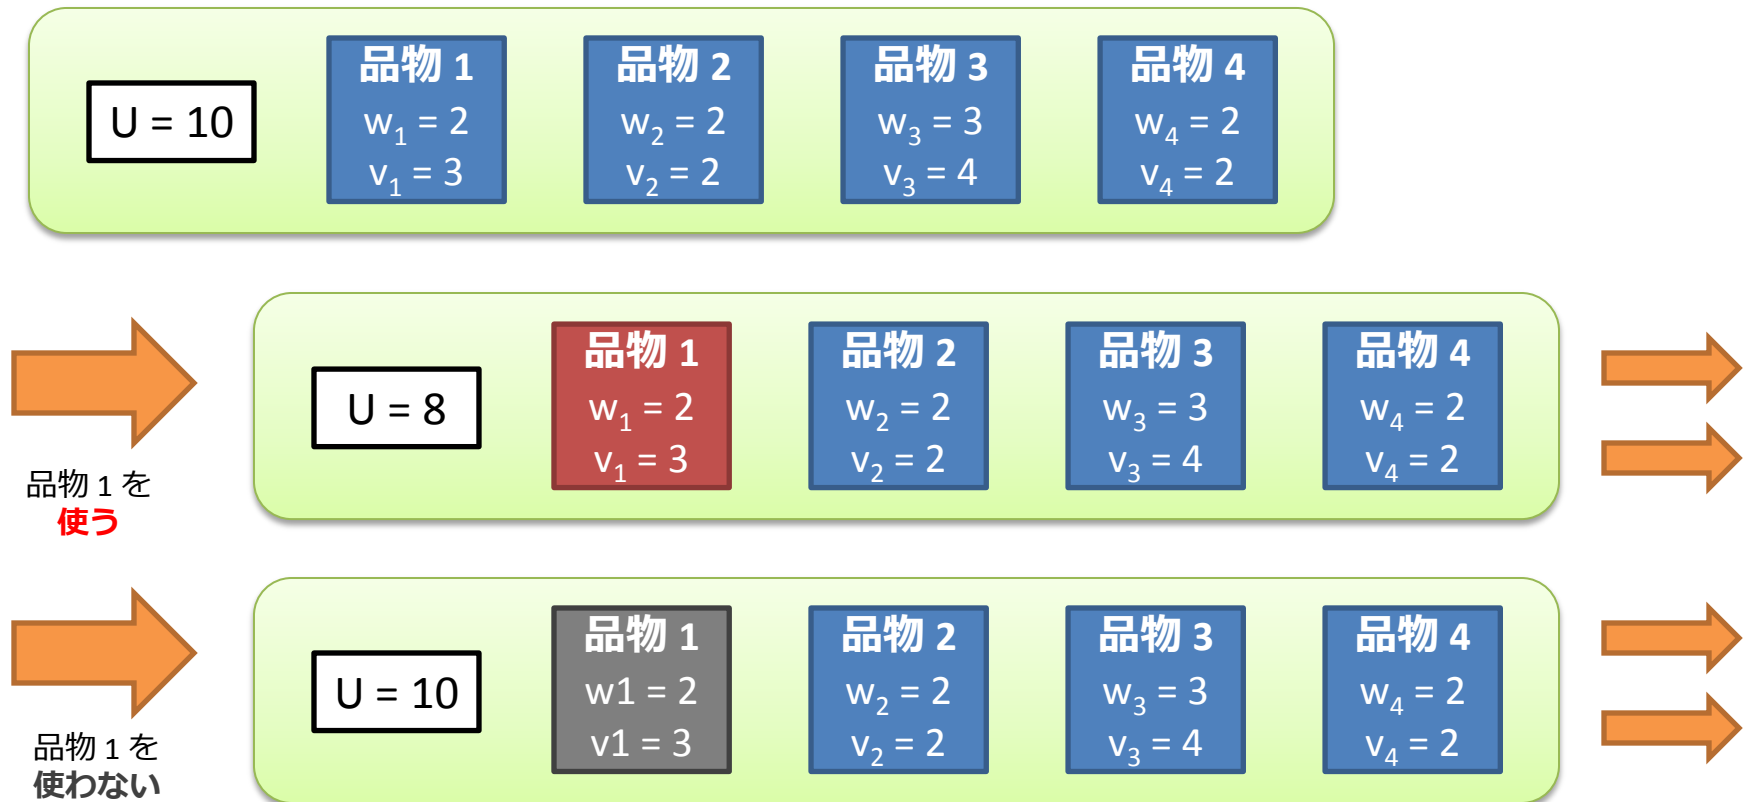 U = 10
品物 1
w₁ = 2
v₁ = 3
品物 2
w₂ = 2
v₂ = 2
品物 3
w₃ = 3
v₃ = 4
品物 4
w₄ = 2
v₄ = 2
品物 1 を
使う
U = 8
品物 1
w₁ = 2
v₁ = 3
品物 2
w₂ = 2
v₂ = 2
品物 3
w₃ = 3
v₃ = 4
品物 4
w₄ = 2
v₄ = 2
品物 1 を
使わない
U = 10
品物 1
w1 = 2
v1 = 3
品物 2
w₂ = 2
v₂ = 2
品物 3
w₃ = 3
v₃ = 4
品物 4
w₄ = 2
v₄ = 2